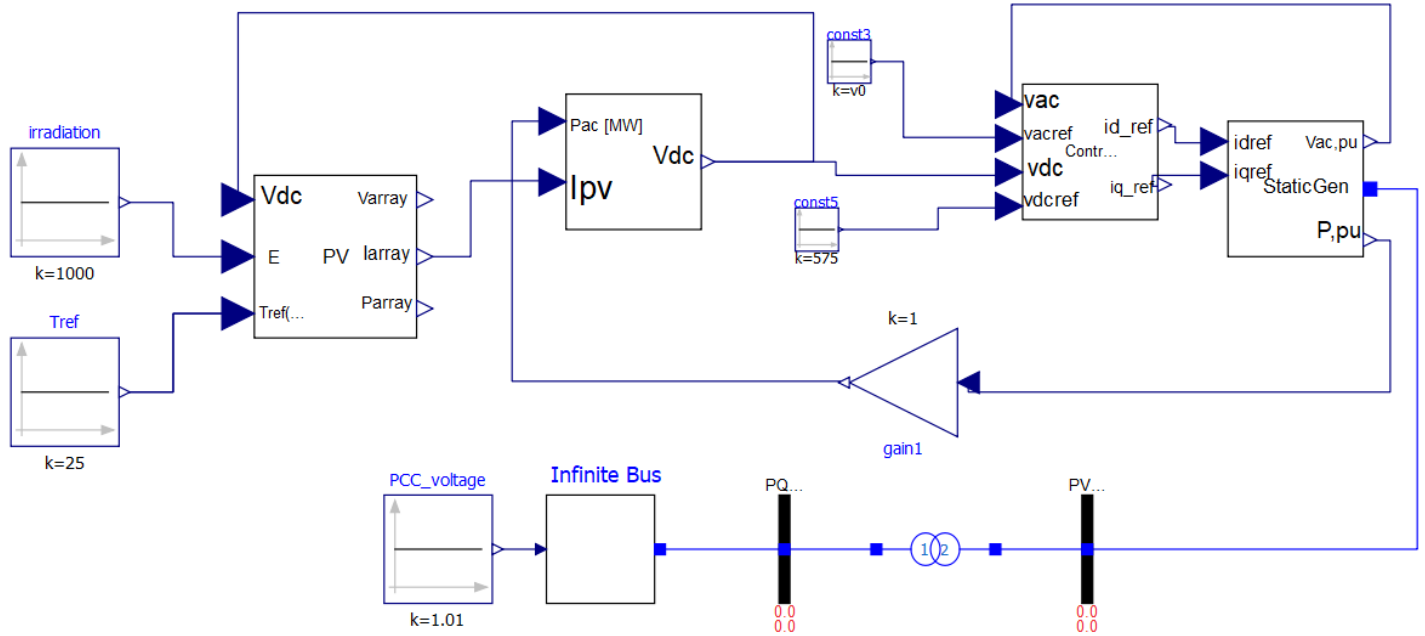 const3
k=v0
irradiation
k=1000
Tref
k=25
Vdc
E
Tref(...
PV
Varray
Iarray
Parray
Pac [MW]
Ipv
Vdc
const5
k=575
vac
vacref
vdc
vdcref
Contr...
id_ref
iq_ref
idref
iqref
Vac,pu
StaticGen
P,pu
k=1
gain1
PCC_voltage
k=1.01
Infinite Bus
PQ...
0.0
0.0
1 2
PV...
0.0
0.0